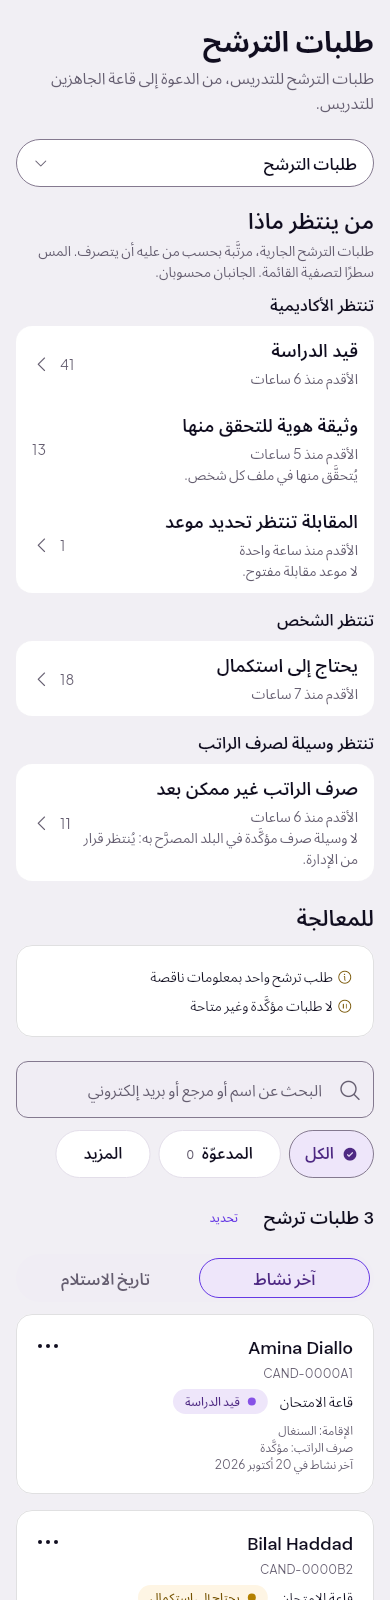 طلبات الترشح
طلبات الترشح للتدريس، من الدعوة إلى قاعة الجاهزين
للتدريس.
طلبات الترشح
من ينتظر ماذا
طلبات الترشح الجارية، مرتَّبة بحسب من عليه أن يتصرف. المس
سطرًا لتصفية القائمة. الجانبان محسوبان.
تنتظر الأكاديمية
قيد الدراسة
الأقدم منذ 6 ساعات
41
وثيقة هوية للتحقق منها
الأقدم منذ 5 ساعات
يُتحقَّق منها في ملف كل شخص.
13
المقابلة تنتظر تحديد موعد
الأقدم منذ ساعة واحدة
لا موعد مقابلة مفتوح.
1
تنتظر الشخص
يحتاج إلى استكمال
الأقدم منذ 7 ساعات
18
تنتظر وسيلة لصرف الراتب
صرف الراتب غير ممكن بعد
الأقدم منذ 6 ساعات
لا وسيلة صرف مؤكَّدة في البلد المصرَّح به: يُنتظر قرار
من الإدارة.
11
للمعالجة
طلب ترشح واحد بمعلومات ناقصة
لا طلبات مؤكَّدة وغير متاحة
البحث عن اسم أو مرجع أو بريد إلكتروني
الكل
المدعوّة 0
المزيد
3 طلبات ترشح تحديد
آخر نشاط
تاريخ الاستلام
Amina Diallo
CAND-0000A1
قاعة الامتحان قيد الدراسة
الإقامة: السنغال
صرف الراتب: مؤكَّدة
آخر نشاط في 20 أكتوبر 2026
Bilal Haddad
CAND-0000B2
قاعة الامتحان يحتاج إلى استكمال